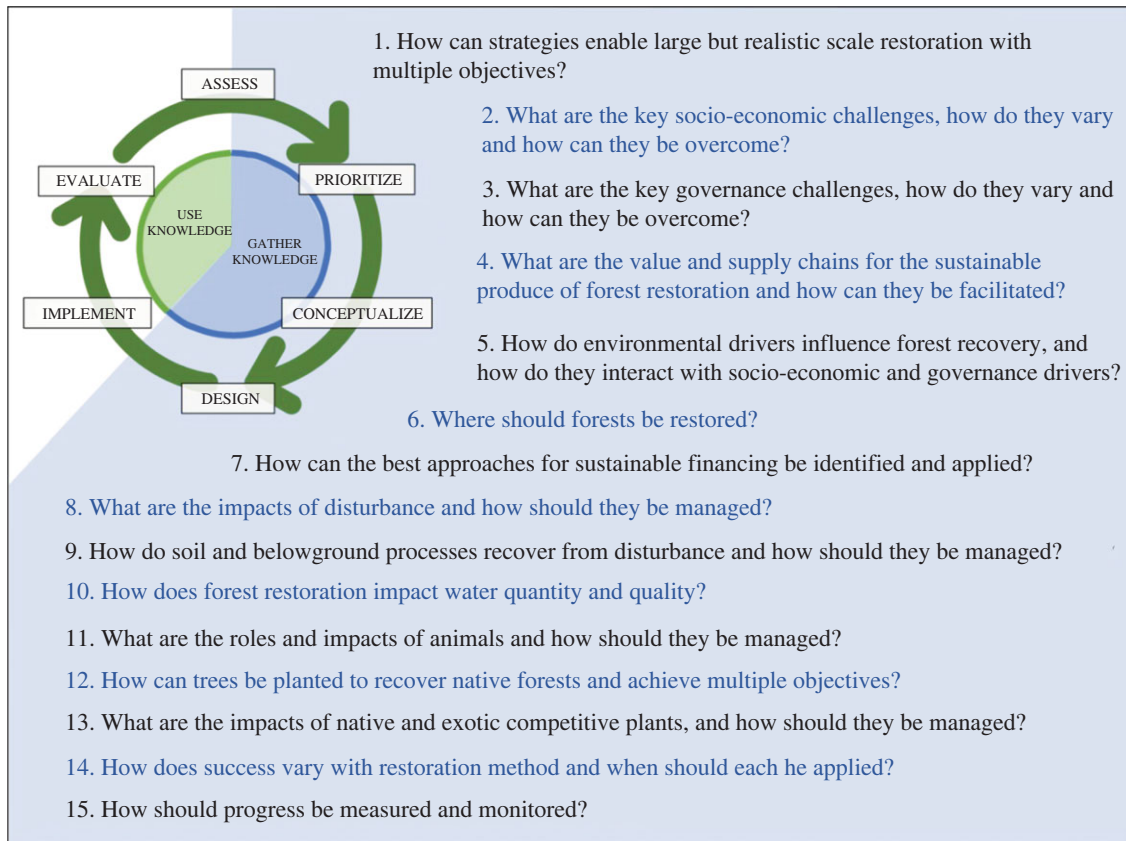 ASSESS
PRIORITIZE
CONCEPTUALIZE
DESIGN
IMPLEMENT
EVALUATE
USE
KNOWLEDGE
GATHER
KNOWLEDGE
1. How can strategies enable large but realistic scale restoration with
multiple objectives?
2. What are the key socio-economic challenges, how do they vary
and how can they be overcome?
3. What are the key governance challenges, how do they vary and
how can they be overcome?
4. What are the value and supply chains for the sustainable
produce of forest restoration and how can they be facilitated?
5. How do environmental drivers influence forest recovery, and
how do they interact with socio-economic and governance drivers?
6. Where should forests be restored?
7. How can the best approaches for sustainable financing be identified and applied?
8. What are the impacts of disturbance and how should they be managed?
9. How do soil and belowground processes recover from disturbance and how should they be managed?
10. How does forest restoration impact water quantity and quality?
11. What are the roles and impacts of animals and how should they be managed?
12. How can trees be planted to recover native forests and achieve multiple objectives?
13. What are the impacts of native and exotic competitive plants, and how should they be managed?
14. How does success vary with restoration method and when should each he applied?
15. How should progress be measured and monitored?